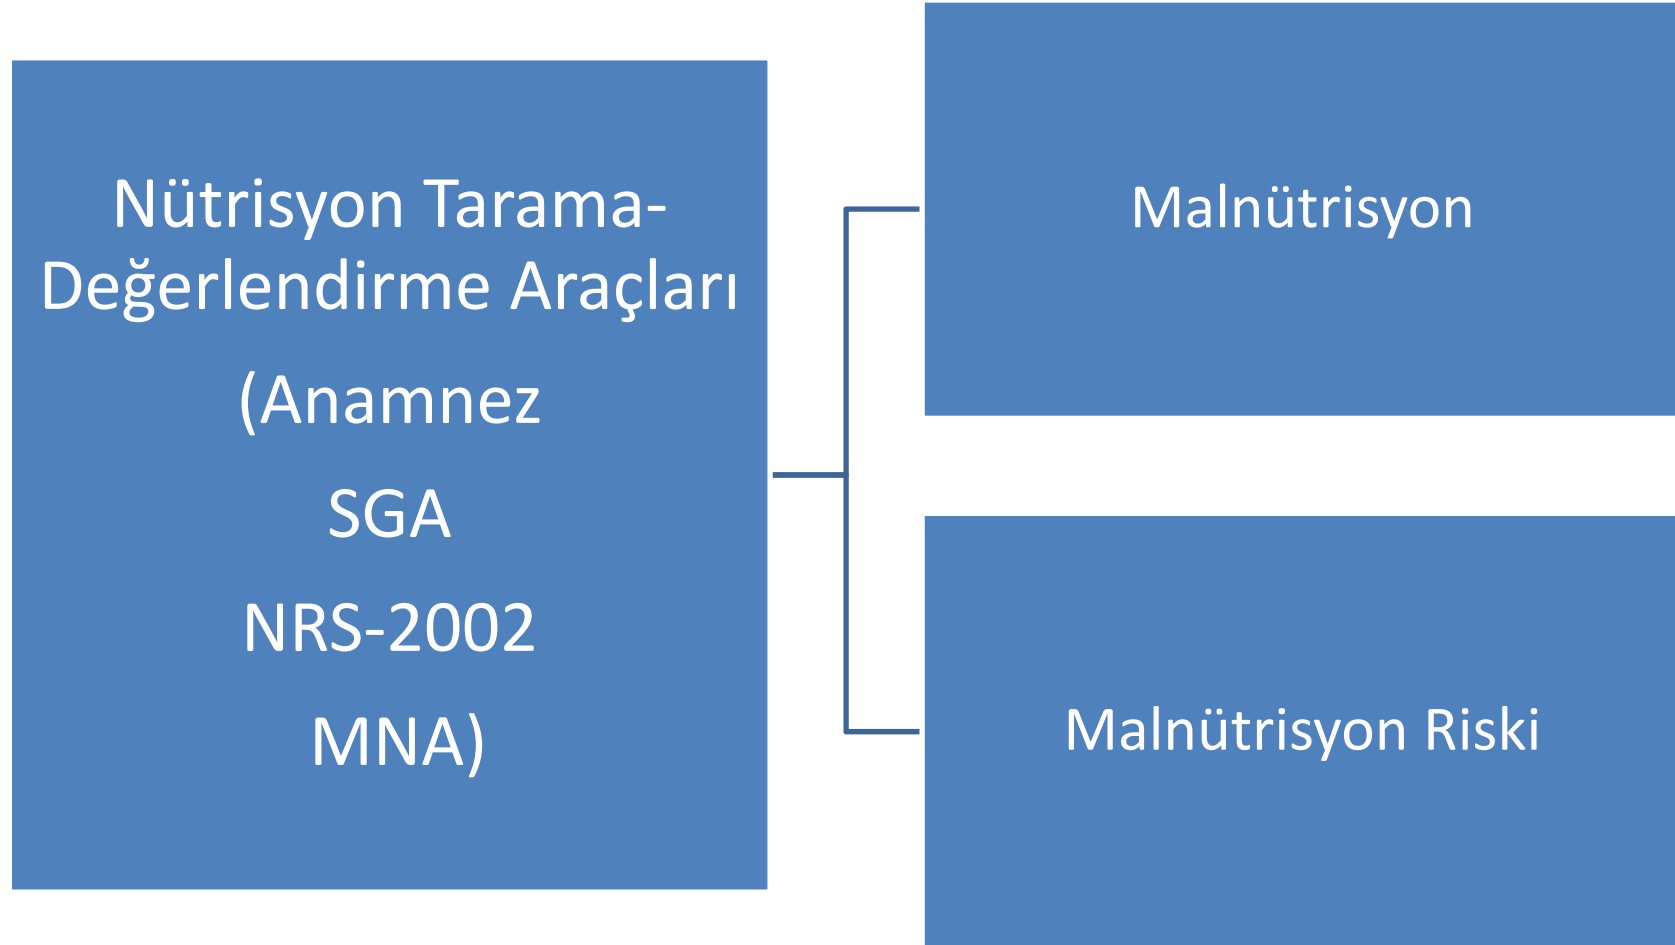 Nütrisyon Tarama-
Değerlendirme Araçları
(Anamnez
SGA
NRS-2002
MNA)
Malnütrisyon
Malnütrisyon Riski